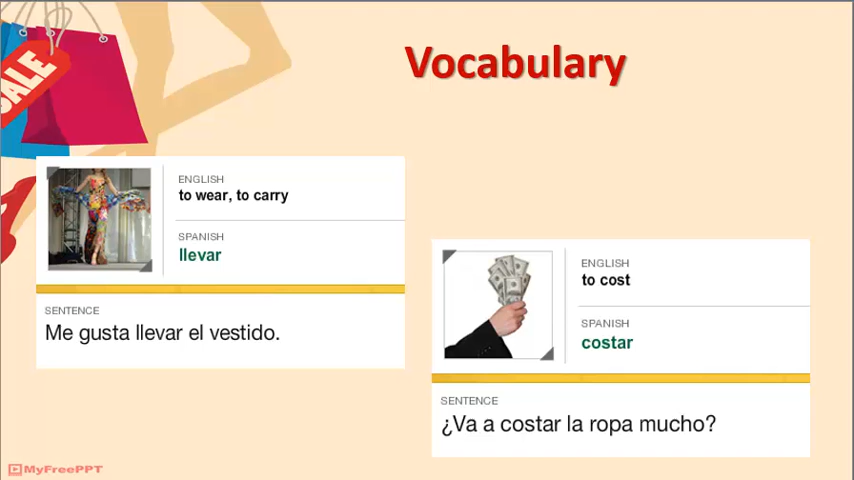 SALE
Vocabulary
ENGLISH
to wear, to carry
SPANISH
llevar
SENTENCE
Me gusta llevar el vestido.
ENGLISH
to cost
SPANISH
costar
SENTENCE
¿Va a costar la ropa mucho?
MyFreePPT